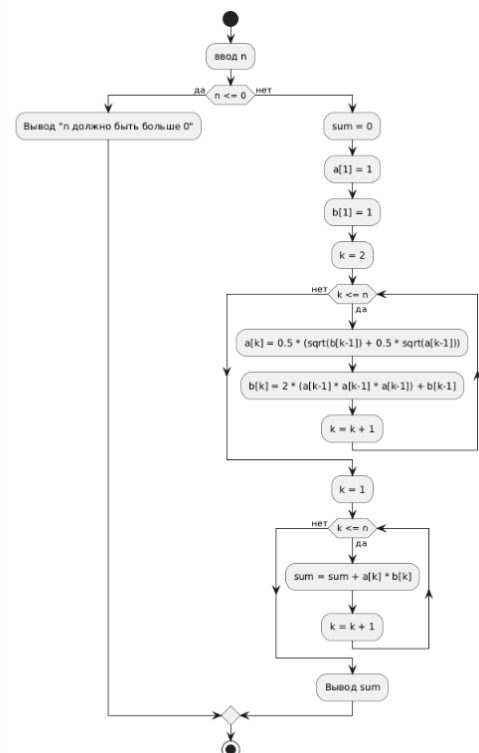 ввод n
да
n <= 0
нет
Вывод "n должно быть больше 0"
sum = 0
a[1] = 1
b[1] = 1
k = 2
нет
k <= n
да
a[k] = 0.5 * (sqrt(b[k-1]) + 0.5 * sqrt(a[k-1]))
b[k] = 2 * (a[k-1] * a[k-1] * a[k-1]) + b[k-1]
k = k + 1
k = 1
нет
k <= n
да
sum = sum + a[k] * b[k]
k = k + 1
Вывод sum